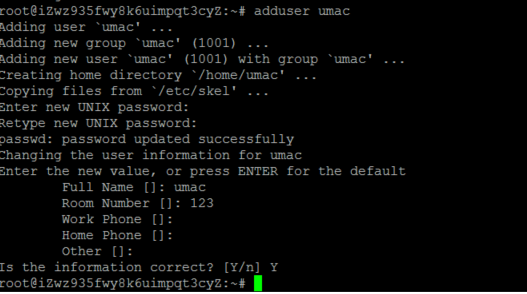 root@iZwz935fwy8k6uimpqt3cyZ:~# adduser umac
Adding user `umac' ...
Adding new group `umac' (1001) ...
Adding new user `umac' (1001) with group `umac' ...
Creating home directory `/home/umac' ...
Copying files from `/etc/skel' ...
Enter new UNIX password:
Retype new UNIX password:
passwd: password updated successfully
Changing the user information for umac
Enter the new value, or press ENTER for the default
Full Name []: umac
Room Number []: 123
Work Phone []:
Home Phone []:
Other []:
Is the information correct? [Y/n] Y
root@iZwz935fwy8k6uimpqt3cyZ:~#